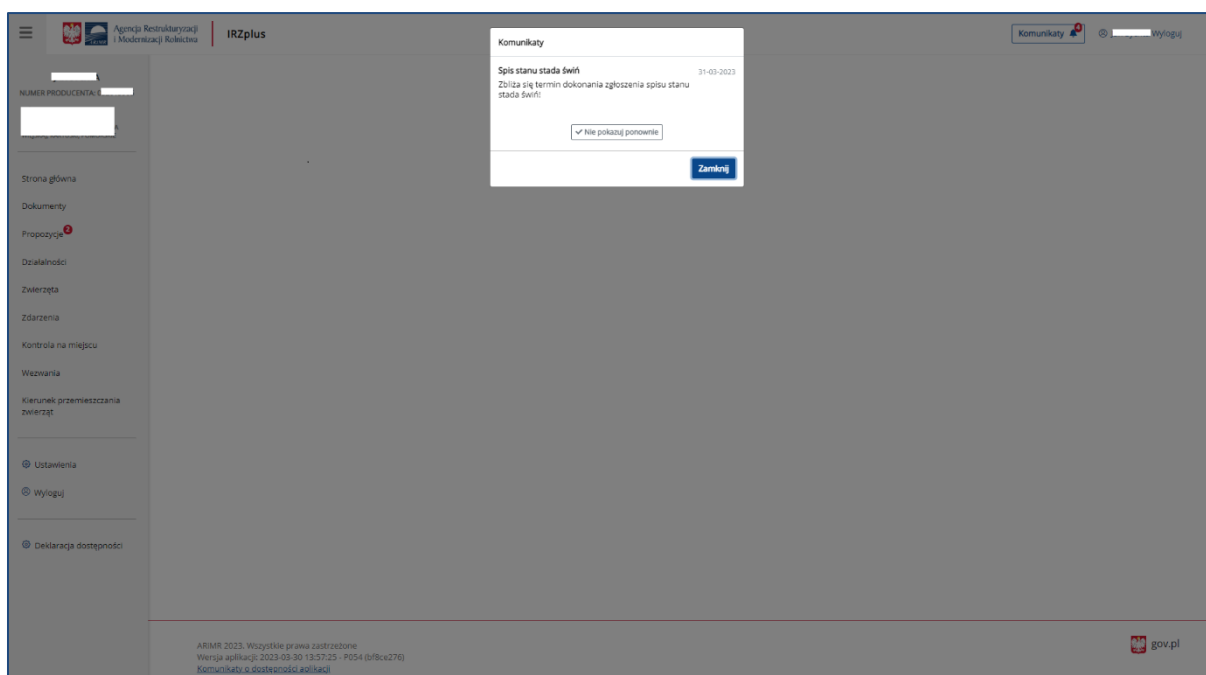 Agencja Restrukturyzacji
i Modernizacji Rolnictwa
IRZplus
Komunikaty 4
Wyloguj
NUMER PRODUCENTA:
Strona główna
Dokumenty
Propozycje 2
Działalności
Zwierzęta
Zdarzenia
Kontrola na miejscu
Wezwania
Kierunek przemieszczania
zwierząt
Ustawienia
Wyloguj
Deklaracja dostępności
Komunikaty
Spis stanu stada świń 31-03-2023
Zbliża się termin dokonania zgłoszenia spisu stanu
stada świń!
Nie pokazuj ponownie
Zamknij
ARiMR 2023. Wszystkie prawa zastrzeżone
Wersja aplikacji: 2023-03-30 13:57:25 - P054 (bf8ce276)
Komunikaty o dostępności aplikacji
gov.pl